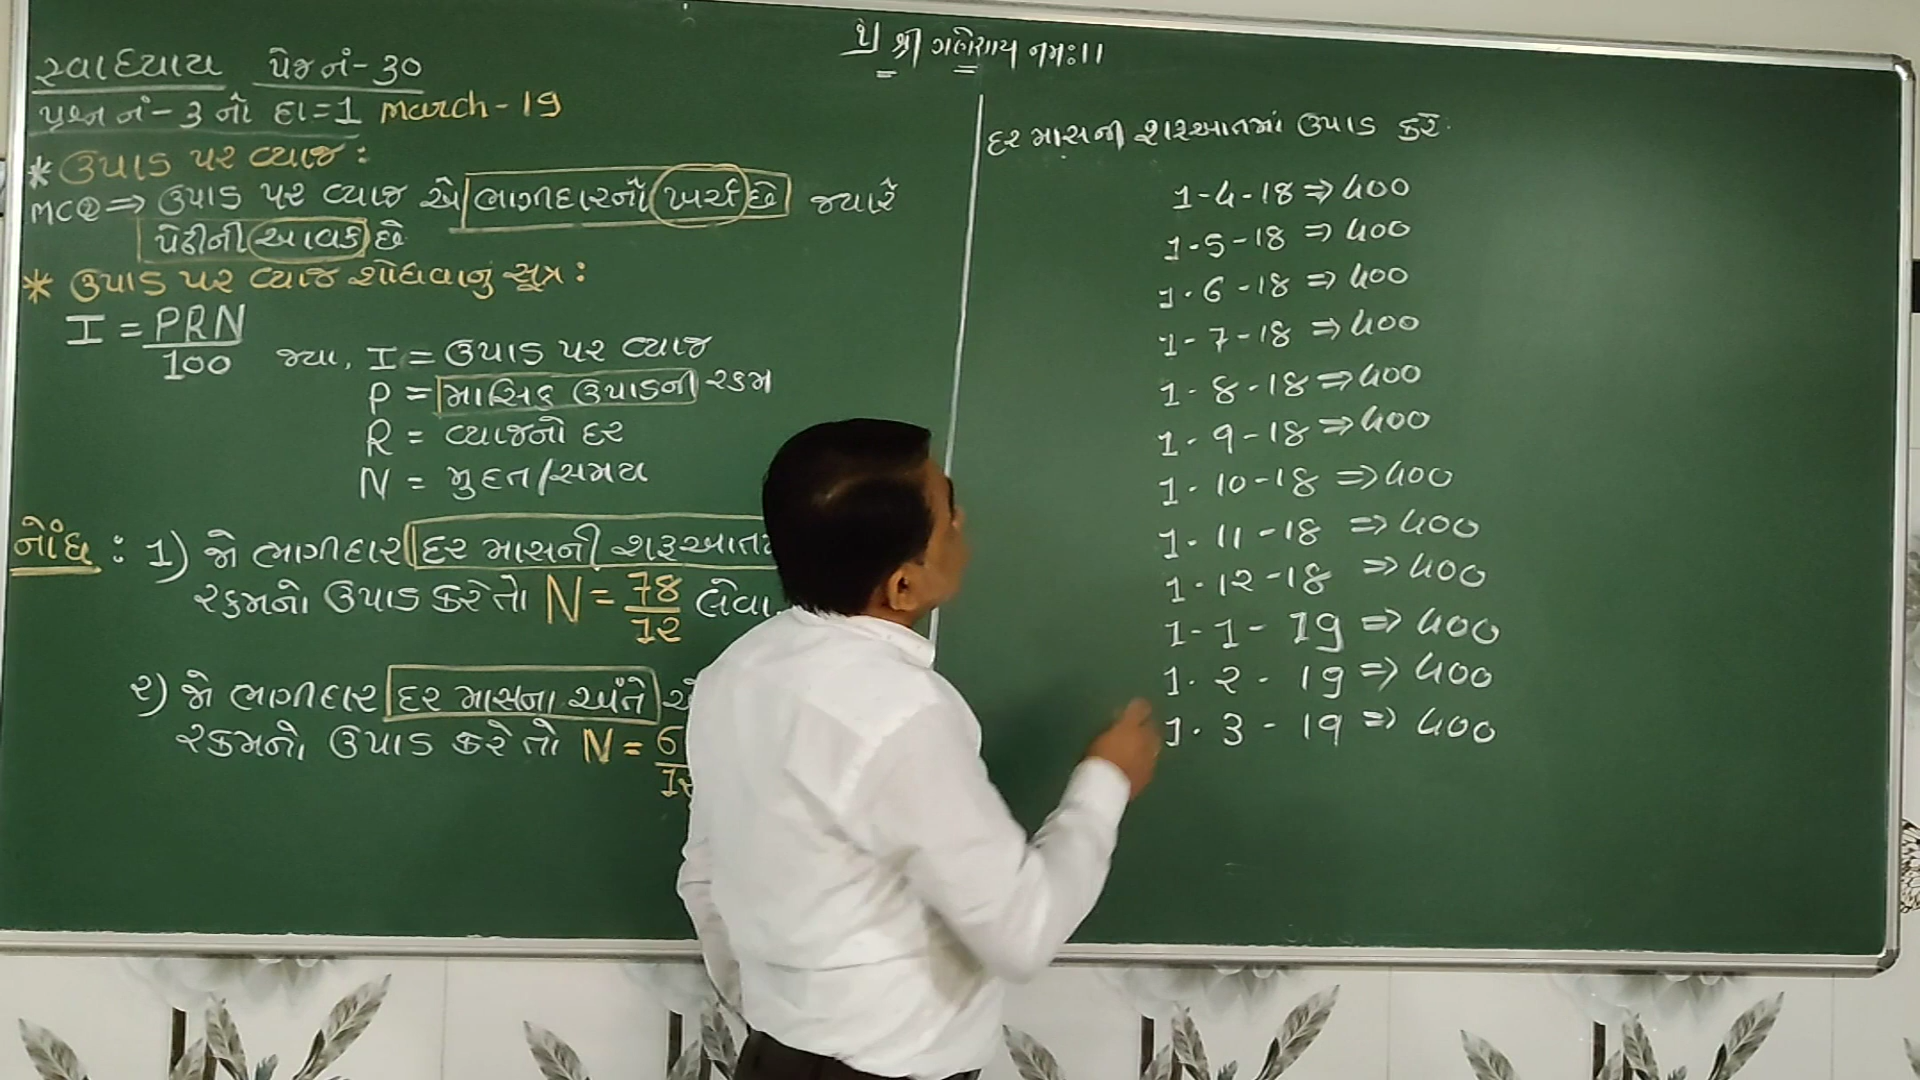 શ્રી ગણેશાય નમઃ।।
સ્વાધ્યાય પેજ નં-30
પ્રશ્ન નં-3 નો દા=1 march-19
* ઉપાડ પર વ્યાજ :
MCQ ⇒ ઉપાડ પર વ્યાજ એ ભાગીદારનો ખર્ચ છે જ્યારે
પેઢીની આવક છે
* ઉપાડ પર વ્યાજ શોધવાનુ સૂત્ર :
I = PRN
100
જ્યા, I = ઉપાડ પર વ્યાજ
P = માસિક ઉપાડની રકમ
R = વ્યાજનો દર
N = મુદત/સમય
નોંધ : 1) જો ભાગીદાર દર માસની શરૂઆત
રકમનો ઉપાડ કરે તો N = 78 લેવા
12
૨) જો ભાગીદાર દર માસના અંતે
રકમનો ઉપાડ કરે તો N = 6
દર માસની શરૂઆતમાં ઉપાડ કરે
1-4-18 ⇒ 400
1-5-18 ⇒ 400
1-6-18 ⇒ 400
1-7-18 ⇒ 400
1-8-18 ⇒ 400
1-9-18 ⇒ 400
1-10-18 ⇒ 400
1-11-18 ⇒ 400
1-12-18 ⇒ 400
1-1-19 ⇒ 400
1-2-19 ⇒ 400
1-3-19 ⇒ 400